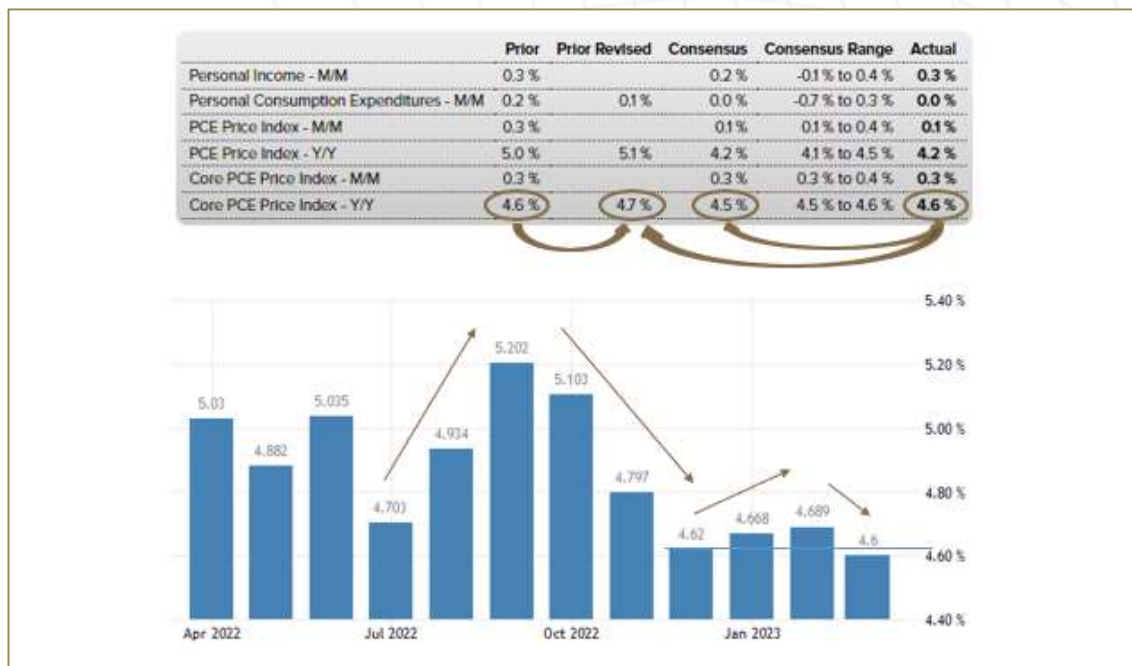 Prior Prior Revised Consensus Consensus Range Actual
Personal Income - M/M 0.3 % 0.2 % -0.1 % to 0.4 % 0.3 %
Personal Consumption Expenditures - M/M 0.2 % 0.1 % 0.0 % -0.7 % to 0.3 % 0.0 %
PCE Price Index - M/M 0.3 % 0.1 % 0.1 % to 0.4 % 0.1 %
PCE Price Index - Y/Y 5.0 % 5.1 % 4.2 % 4.1 % to 4.5 % 4.2 %
Core PCE Price Index - M/M 0.3 % 0.3 % 0.3 % to 0.4 % 0.3 %
Core PCE Price Index - Y/Y 4.6 % 4.7 % 4.5 % 4.5 % to 4.6 % 4.6 %
5.40 %
5.202
5.20 %
5.103
5.03
5.035
5.00 %
4.934
4.882
4.797
4.80 %
4.703
4.689
4.668
4.62
4.6
4.60 %
4.40 %
Apr 2022 Jul 2022 Oct 2022 Jan 2023